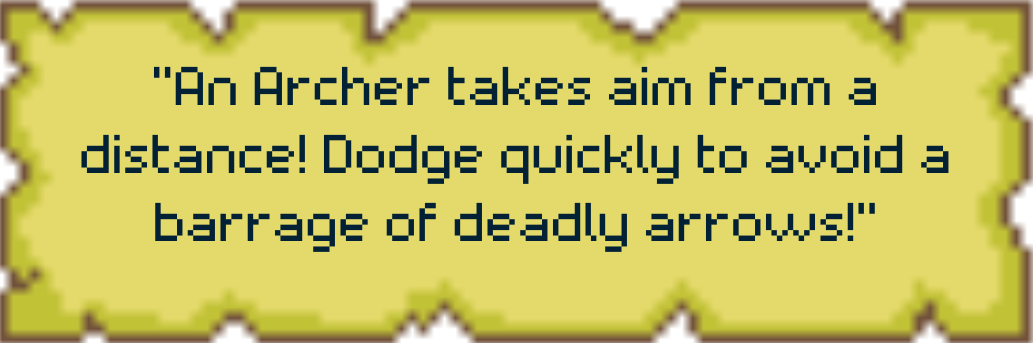 "An Archer takes aim from a
distance! Dodge quickly to avoid a
barrage of deadly arrows!"